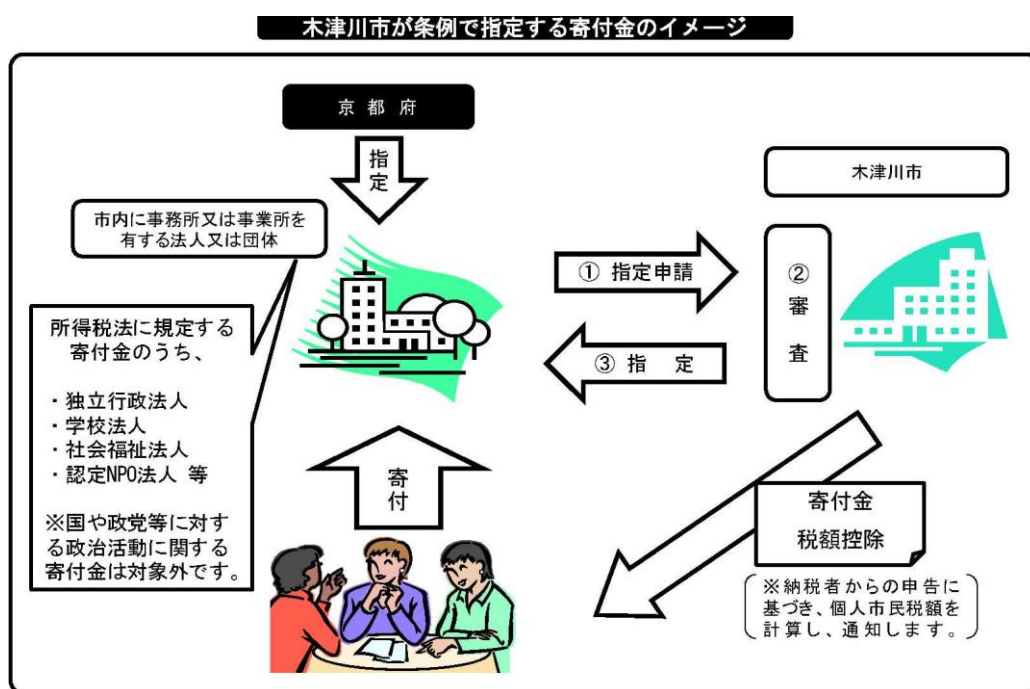 木津川市が条例で指定する寄付金のイメージ
京都府
指定
市内に事務所又は事業所を
有する法人又は団体
所得税法に規定する
寄付金のうち、
・独立行政法人
・学校法人
・社会福祉法人
・認定NPO法人 等
※国や政党等に対す
る政治活動に関する
寄付金は対象外です。
① 指定申請
③ 指 定
木津川市
②審査
寄付
寄付金
税額控除
※納税者からの申告に
基づき、個人市民税額を
計算し、通知します。